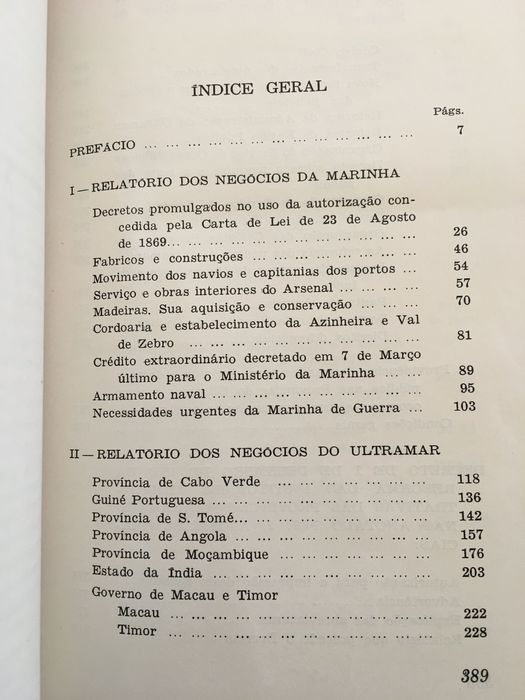 ÍNDICE GERAL
Págs.
PREFÁCIO ... ... ... ... ... ... ... ... ... ... ... ... ... 7
I — RELATÓRIO DOS NEGÓCIOS DA MARINHA
Decretos promulgados no uso da autorização con-
cedida pela Carta de Lei de 23 de Agosto
de 1869... ... ... ... ... ... ... ... ... ... 26
Fabricos e construções ... ... ... ... ... ... ... 46
Movimento dos navios e capitanias dos portos ... 54
Serviço e obras interiores do Arsenal ... ... ... ... 57
Madeiras. Sua aquisição e conservação ... ... ... 70
Cordoaria e estabelecimento da Azinheira e Val
de Zebro ... ... ... ... ... ... ... ... ... 81
Crédito extraordinário decretado em 7 de Março
último para o Ministério da Marinha ... ... ... 89
Armamento naval ... ... ... ... ... ... ... ... ... 95
Necessidades urgentes da Marinha de Guerra ... 103
II — RELATÓRIO DOS NEGÓCIOS DO ULTRAMAR
Província de Cabo Verde ... ... ... ... ... ... 118
Guiné Portuguesa ... ... ... ... ... ... ... ... ... 136
Província de S. Tomé... ... ... ... ... ... ... ... 142
Província de Angola ... ... ... ... ... ... ... ... 157
Província de Moçambique ... ... ... ... ... ... 176
Estado da Índia ... ... ... ... ... ... ... ... ... 203
Governo de Macau e Timor
Macau ... ... ... ... ... ... ... ... ... ... 222
Timor ... ... ... ... ... ... ... ... ... ... 228
389